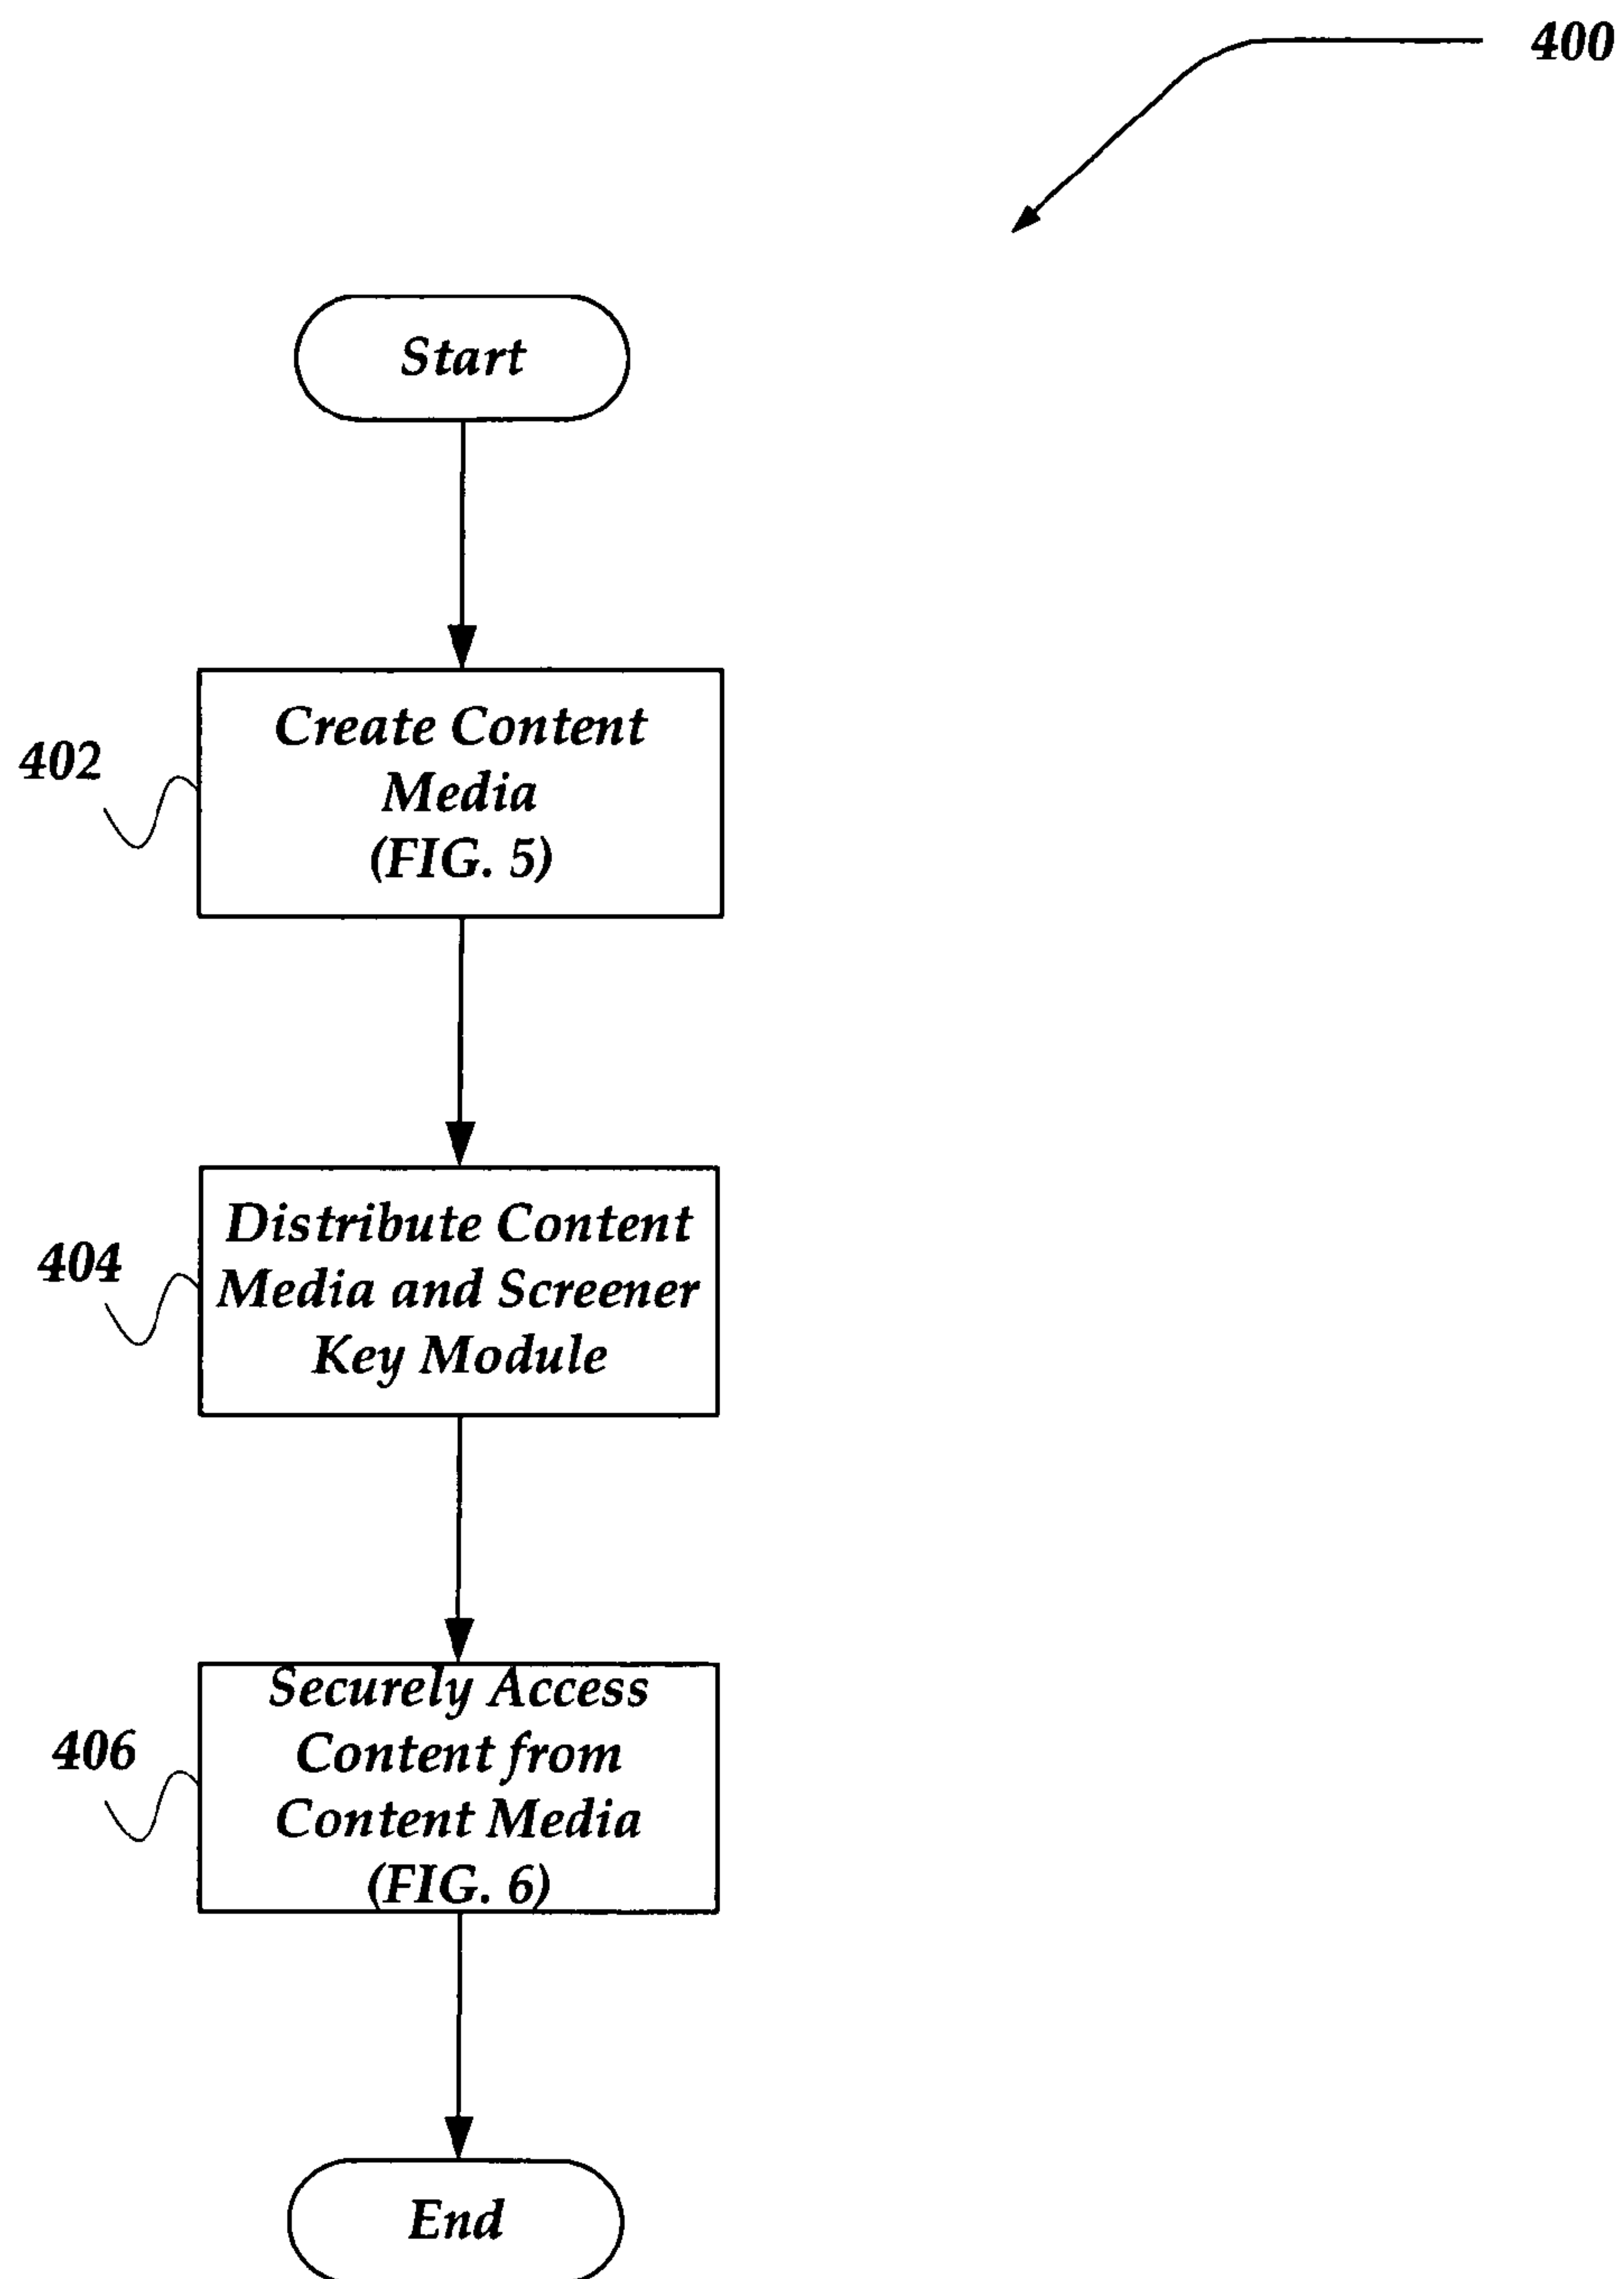 400
Start
402
Create Content
Media
(FIG. 5)
404
Distribute Content
Media and Screener
Key Module
406
Securely Access
Content from
Content Media
(FIG. 6)
End